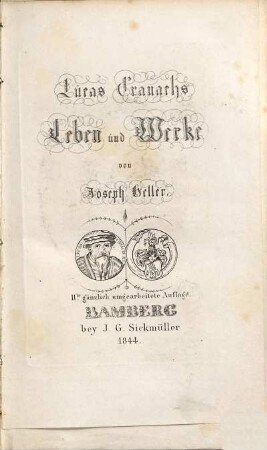 Lucas Cranachs
Leben und Werke
von
Joseph Heller.
IIte gänzlich umgearbeitete Auflage.
BAMBERG
bey J. G. Sickmüller
1844.